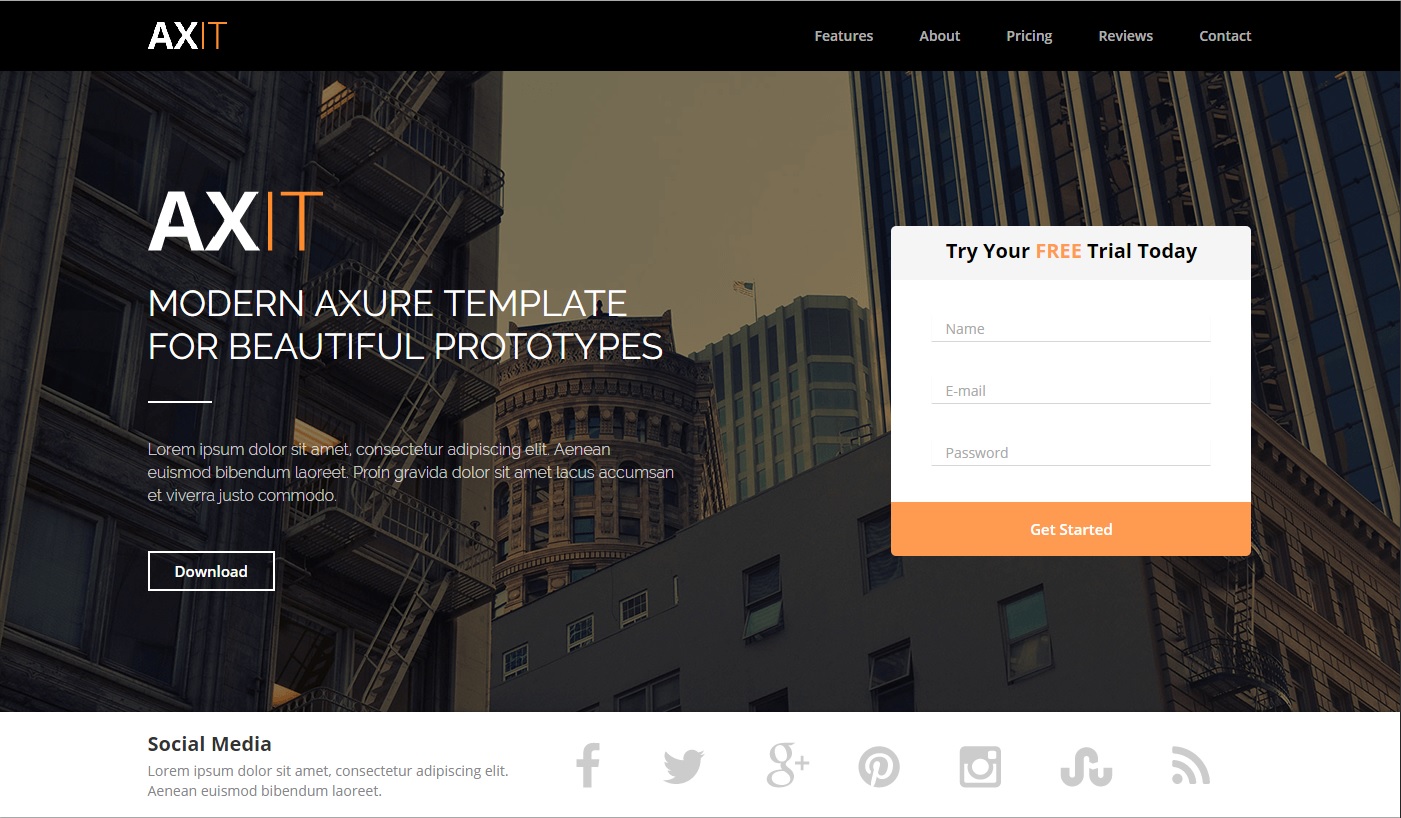 AXIT
Features
About
Pricing
Reviews
Contact
AXIT
MODERN AXURE TEMPLATE
FOR BEAUTIFUL PROTOTYPES
Lorem ipsum dolor sit amet, consectetur adipiscing elit. Aenean
euismod bibendum laoreet. Proin gravida dolor sit amet lacus accumsan
et viverra justo commodo.
Download
Try Your FREE Trial Today
Name
E-mail
Password
Get Started
Social Media
Lorem ipsum dolor sit amet, consectetur adipiscing elit.
Aenean euismod bibendum laoreet.